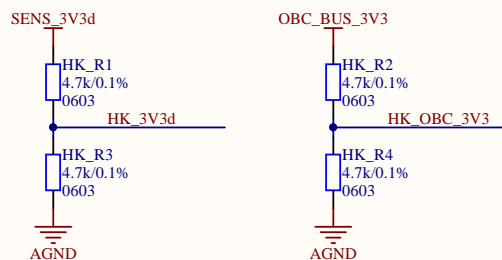 SENS_3V3d
HK_R1
4.7k/0.1%
0603
HK_3V3d
HK_R3
4.7k/0.1%
0603
AGND
OBC_BUS_3V3
HK_R2
4.7k/0.1%
0603
HK_OBC_3V3
HK_R4
4.7k/0.1%
0603
AGND